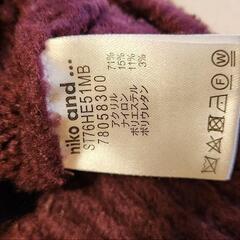 niko and ...
ST76HE51MB
78058300
アクリル 71%
ナイロン 15%
ポリエステル 11%
ポリウレタン 3%